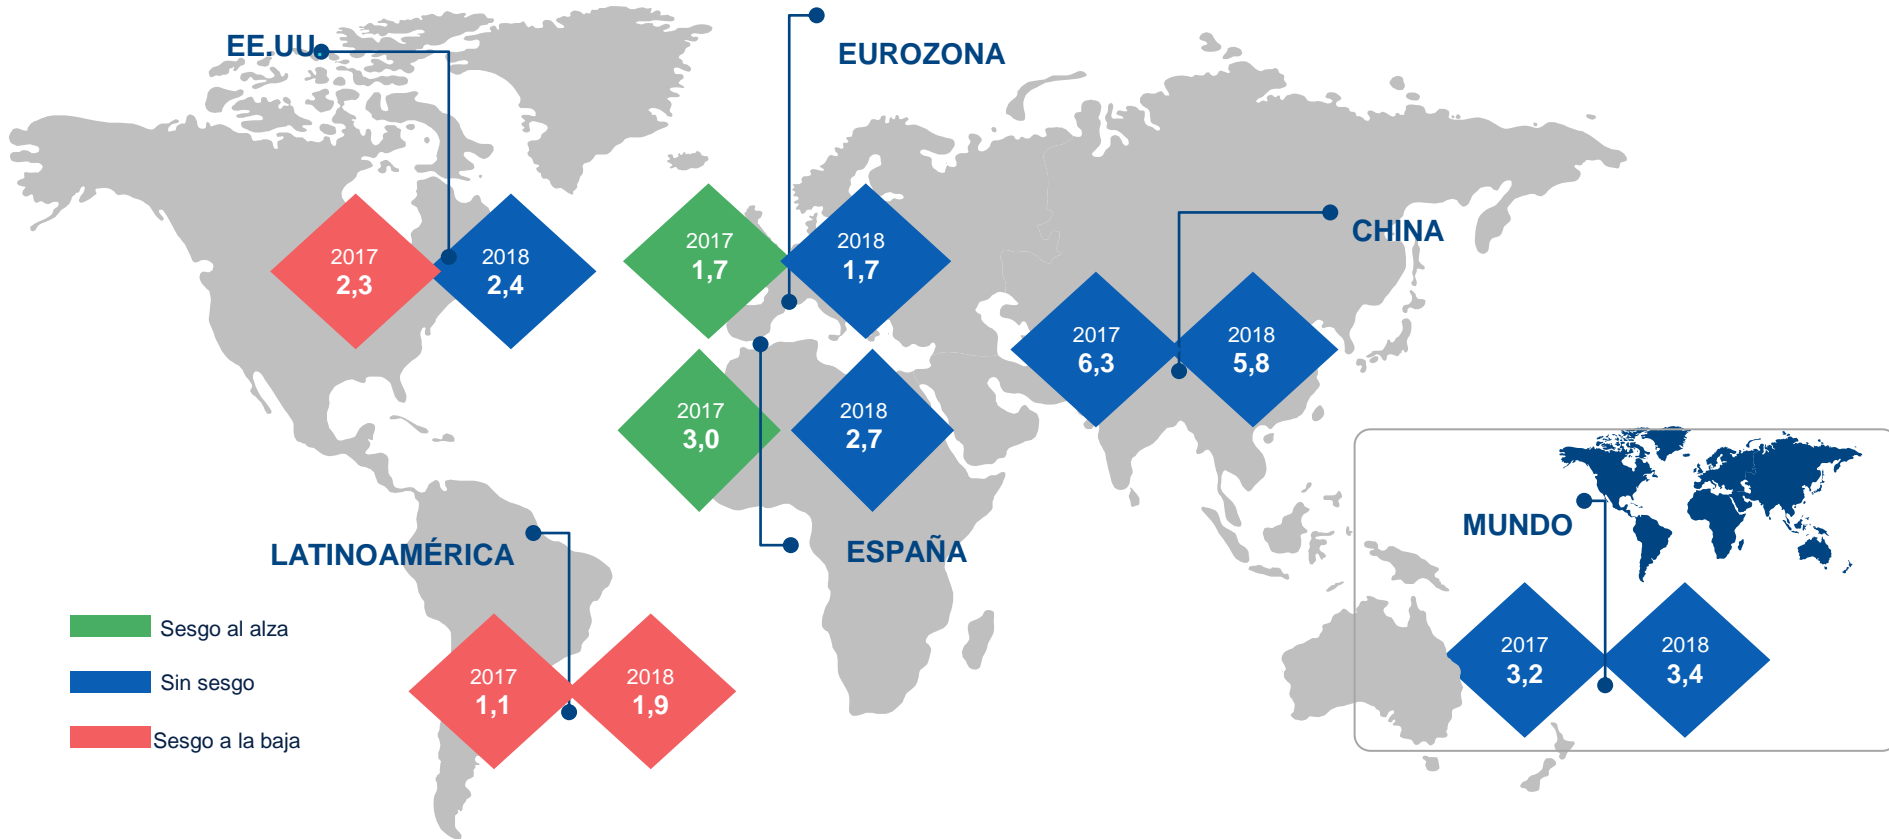 EE.UU.
2017
2,3
2018
2,4
EUROZONA
2017
1,7
2018
1,7
CHINA
2017
6,3
2018
5,8
2017
3,0
2018
2,7
ESPAÑA
LATINOAMÉRICA
2017
1,1
2018
1,9
MUNDO
2017
3,2
2018
3,4
Sesgo al alza
Sin sesgo
Sesgo a la baja